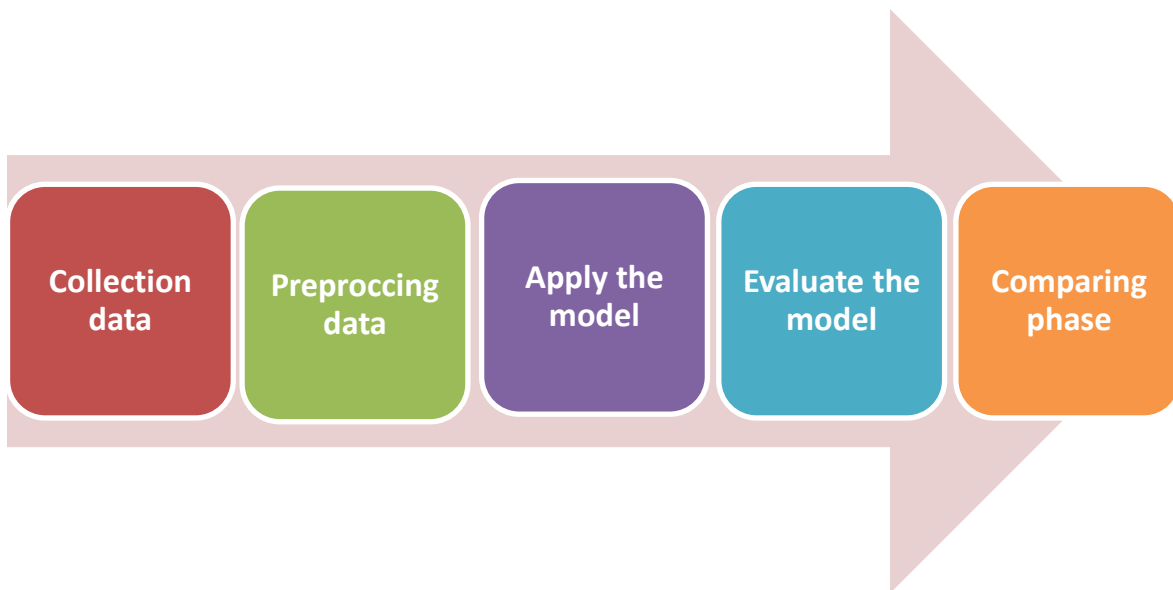 Collection
data
Preproccing
data
Apply the
model
Evaluate the
model
Comparing
phase